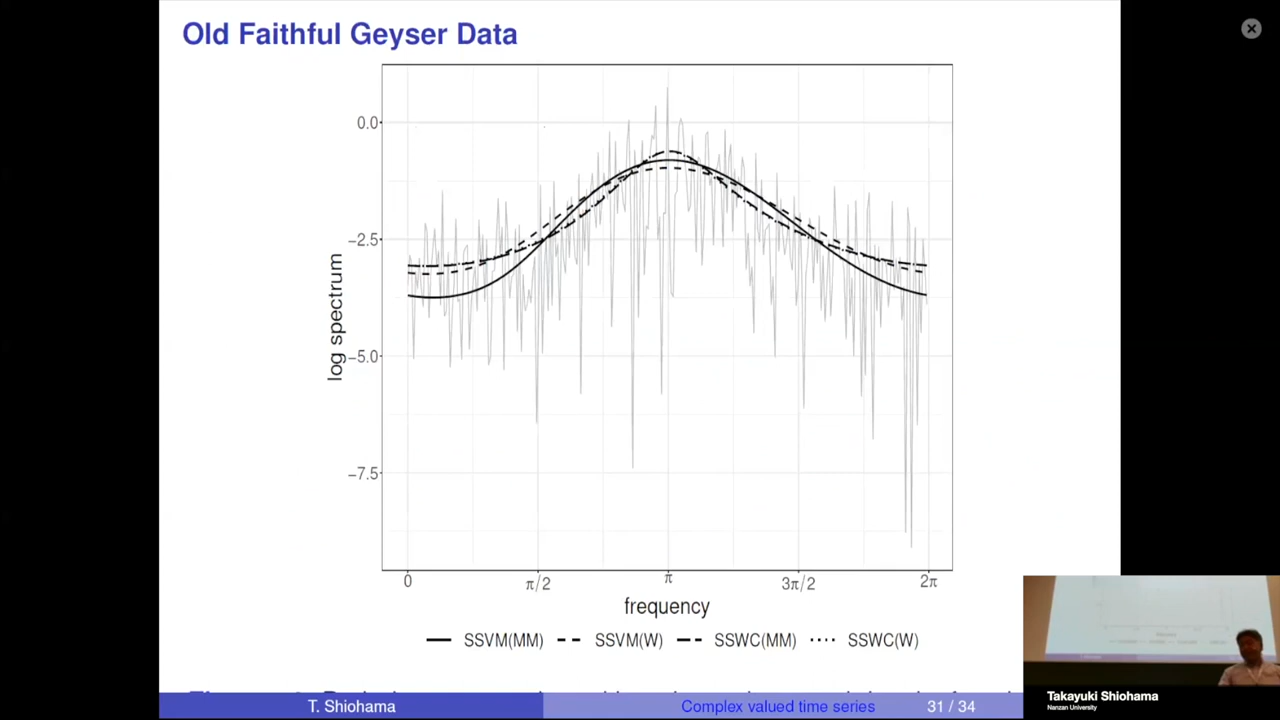 Old Faithful Geyser Data
0.0
−2.5
−5.0
−7.5
log spectrum
0 π/2 π 3π/2 2π
frequency
SSVM(MM) SSVM(W) SSWC(MM) SSWC(W)
T. Shiohama Complex valued time series 31 / 34
Takayuki Shiohama
Nanzan University